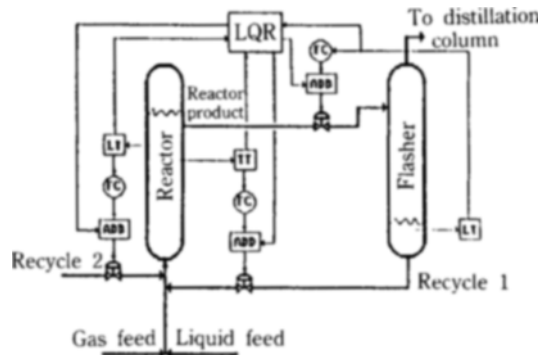 To distillation
column
LQR
TC
ADD
Reactor
product
Reactor
Flasher
LT
TT
TC
TC
ADD
ADD
LT
Recycle 2
Recycle 1
Gas feed
Liquid feed